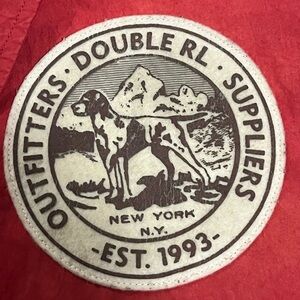 OUTFITTERS · DOUBLE RL · SUPPLIERS
NEW YORK
N.Y.
-EST. 1993-